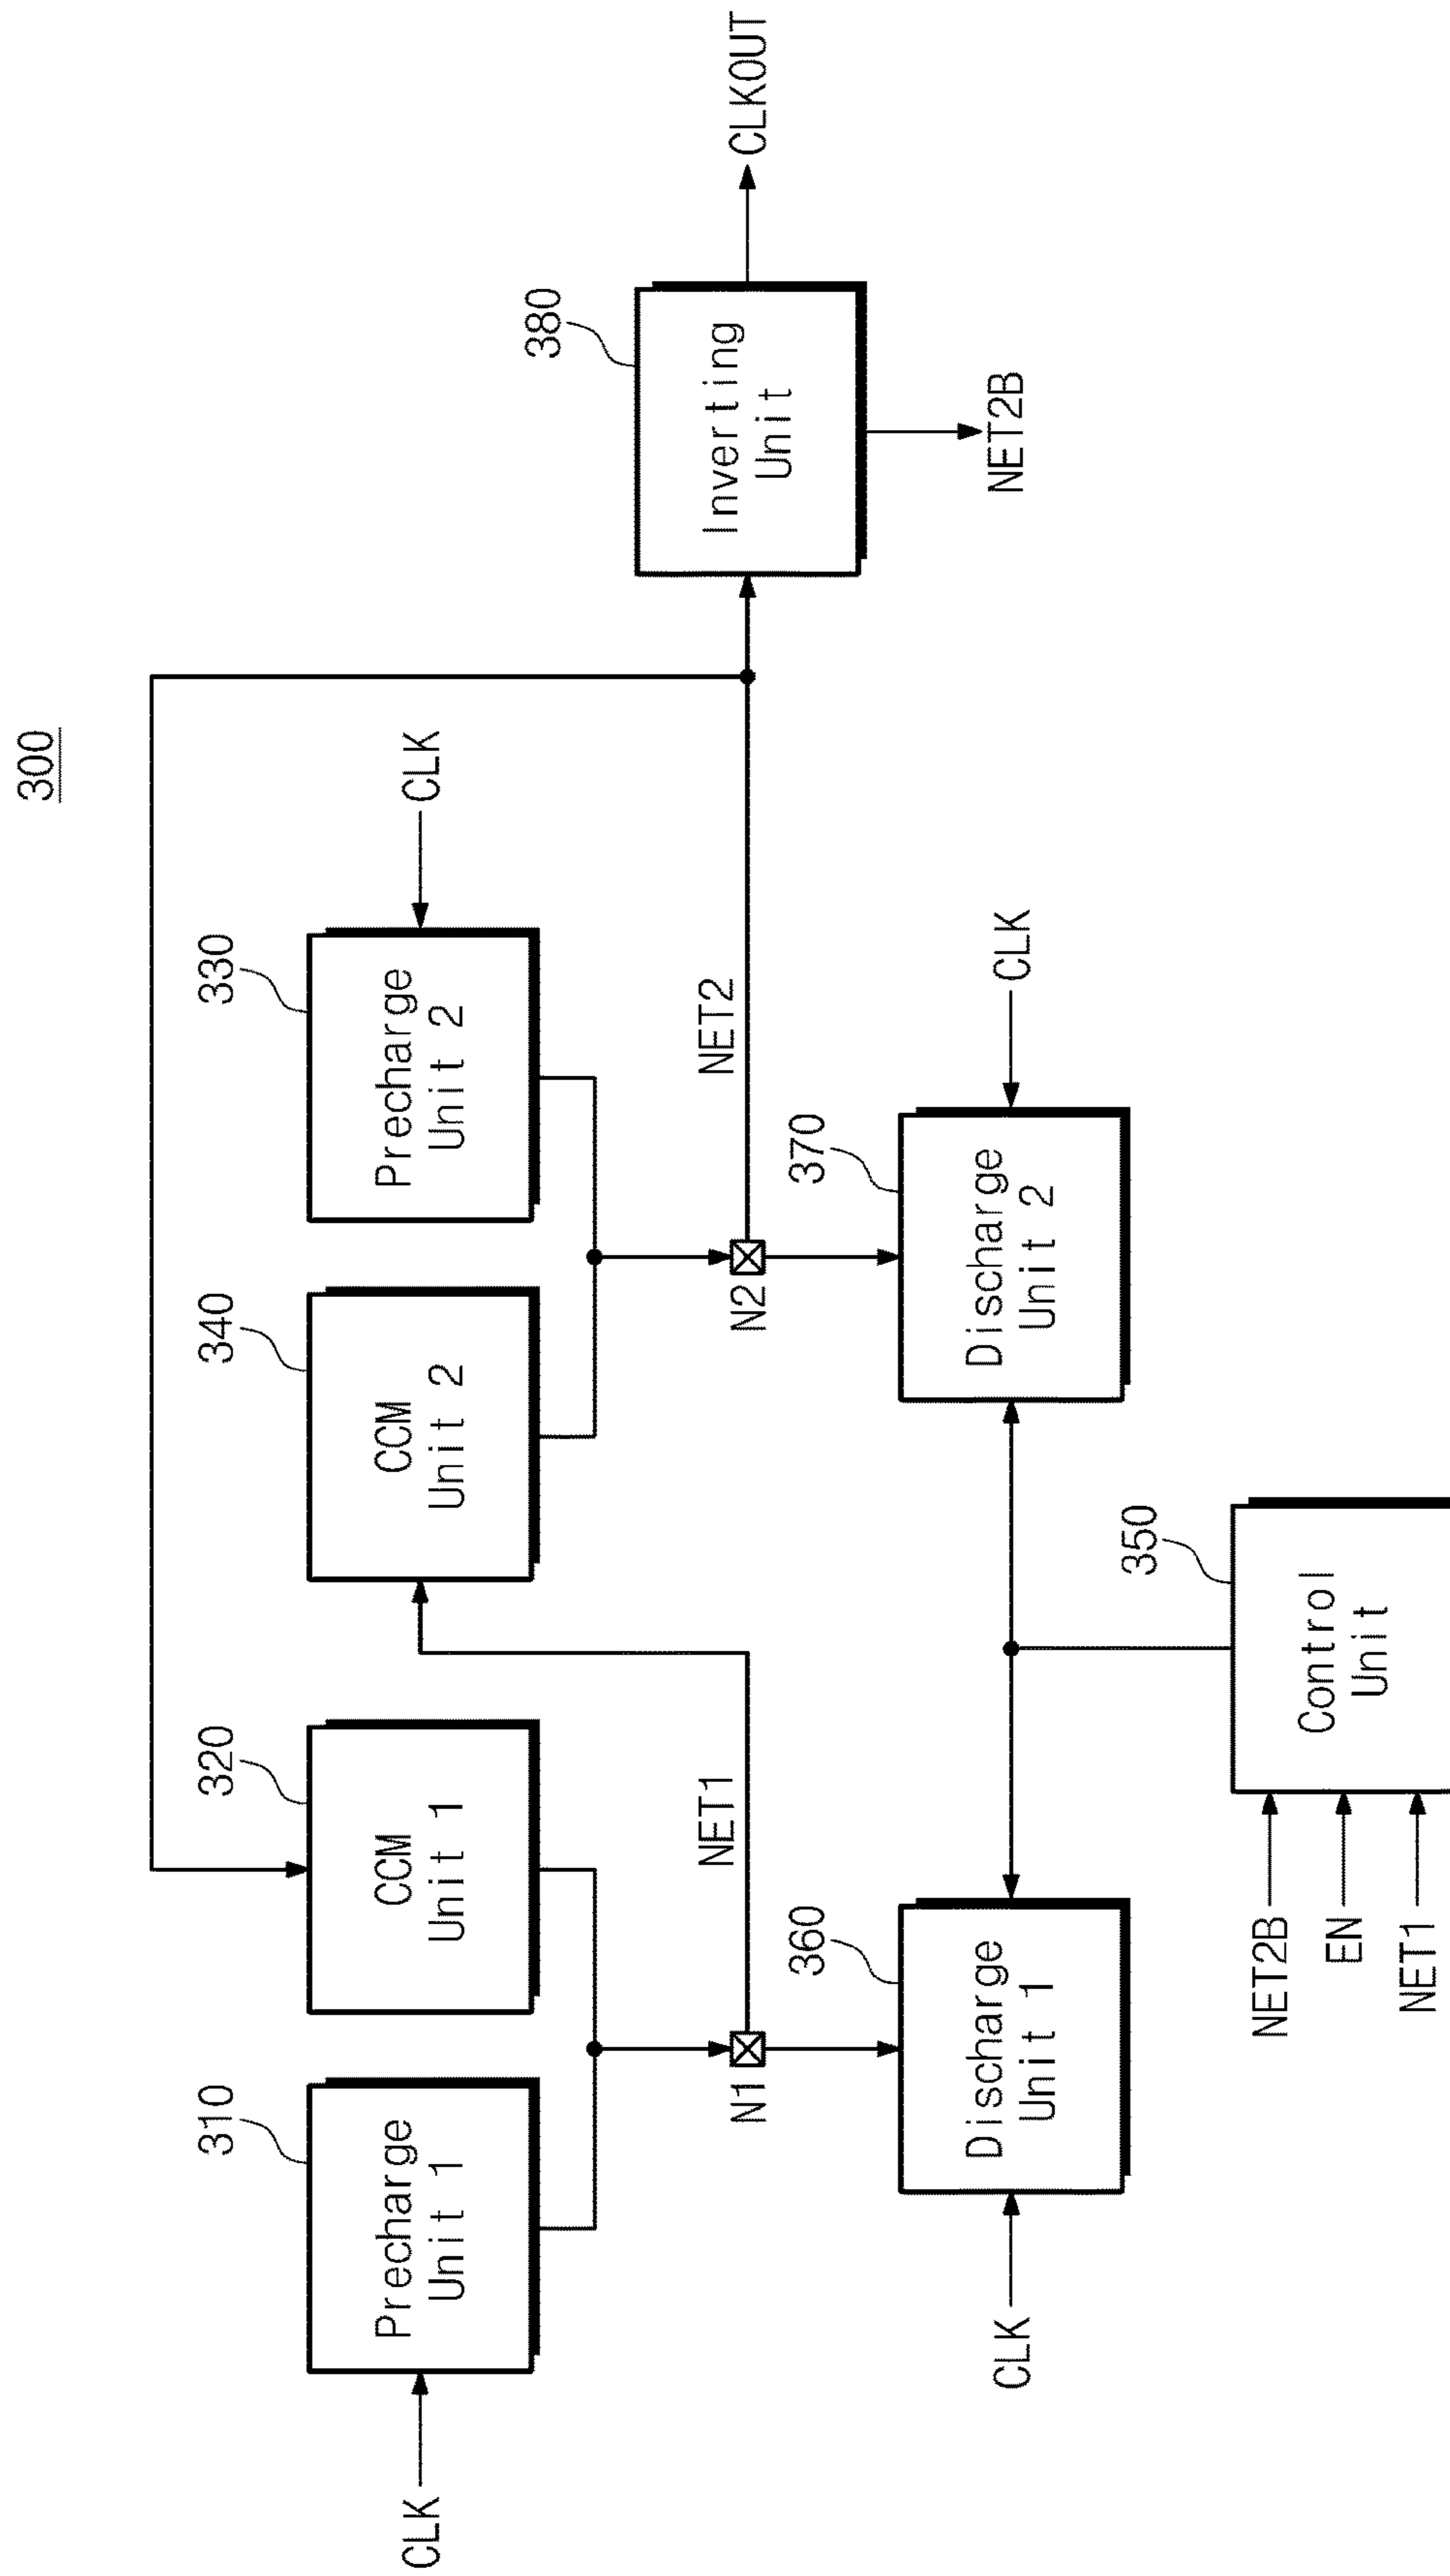 300
310
Precharge
Unit 1
CLK
320
CCM
Unit 1
340
CCM
Unit 2
330
Precharge
Unit 2
CLK
NET1
N1
N2
NET2
380
Inverting
Unit
CLKOUT
NET2B
360
Discharge
Unit 1
CLK
370
Discharge
Unit 2
CLK
350
Control
Unit
NET2B
EN
NET1